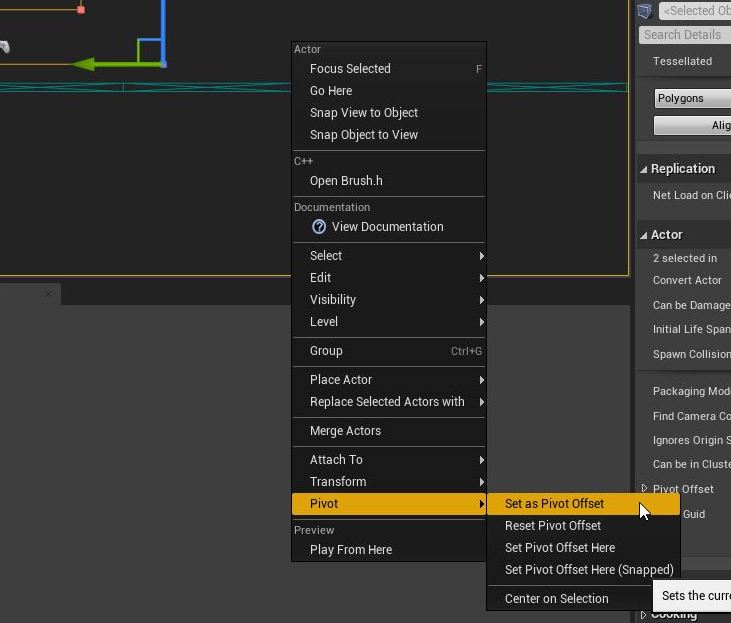 Actor
Focus Selected F
Go Here
Snap View to Object
Snap Object to View
C++
Open Brush.h
Documentation
View Documentation
Select
Edit
Visibility
Level
Group Ctrl+G
Place Actor
Replace Selected Actors with
Merge Actors
Attach To
Transform
Pivot
Preview
Play From Here
Set as Pivot Offset
Reset Pivot Offset
Set Pivot Offset Here
Set Pivot Offset Here (Snapped)
Center on Selection
Sets the curre
<Selected Ob
Search Details
Tessellated
Polygons
Alig
Replication
Net Load on Clie
Actor
2 selected in
Convert Actor
Can be Damage
Initial Life Span
Spawn Collision
Packaging Mod
Find Camera Co
Ignores Origin S
Can be in Cluste
Pivot Offset
Guid
Cooking